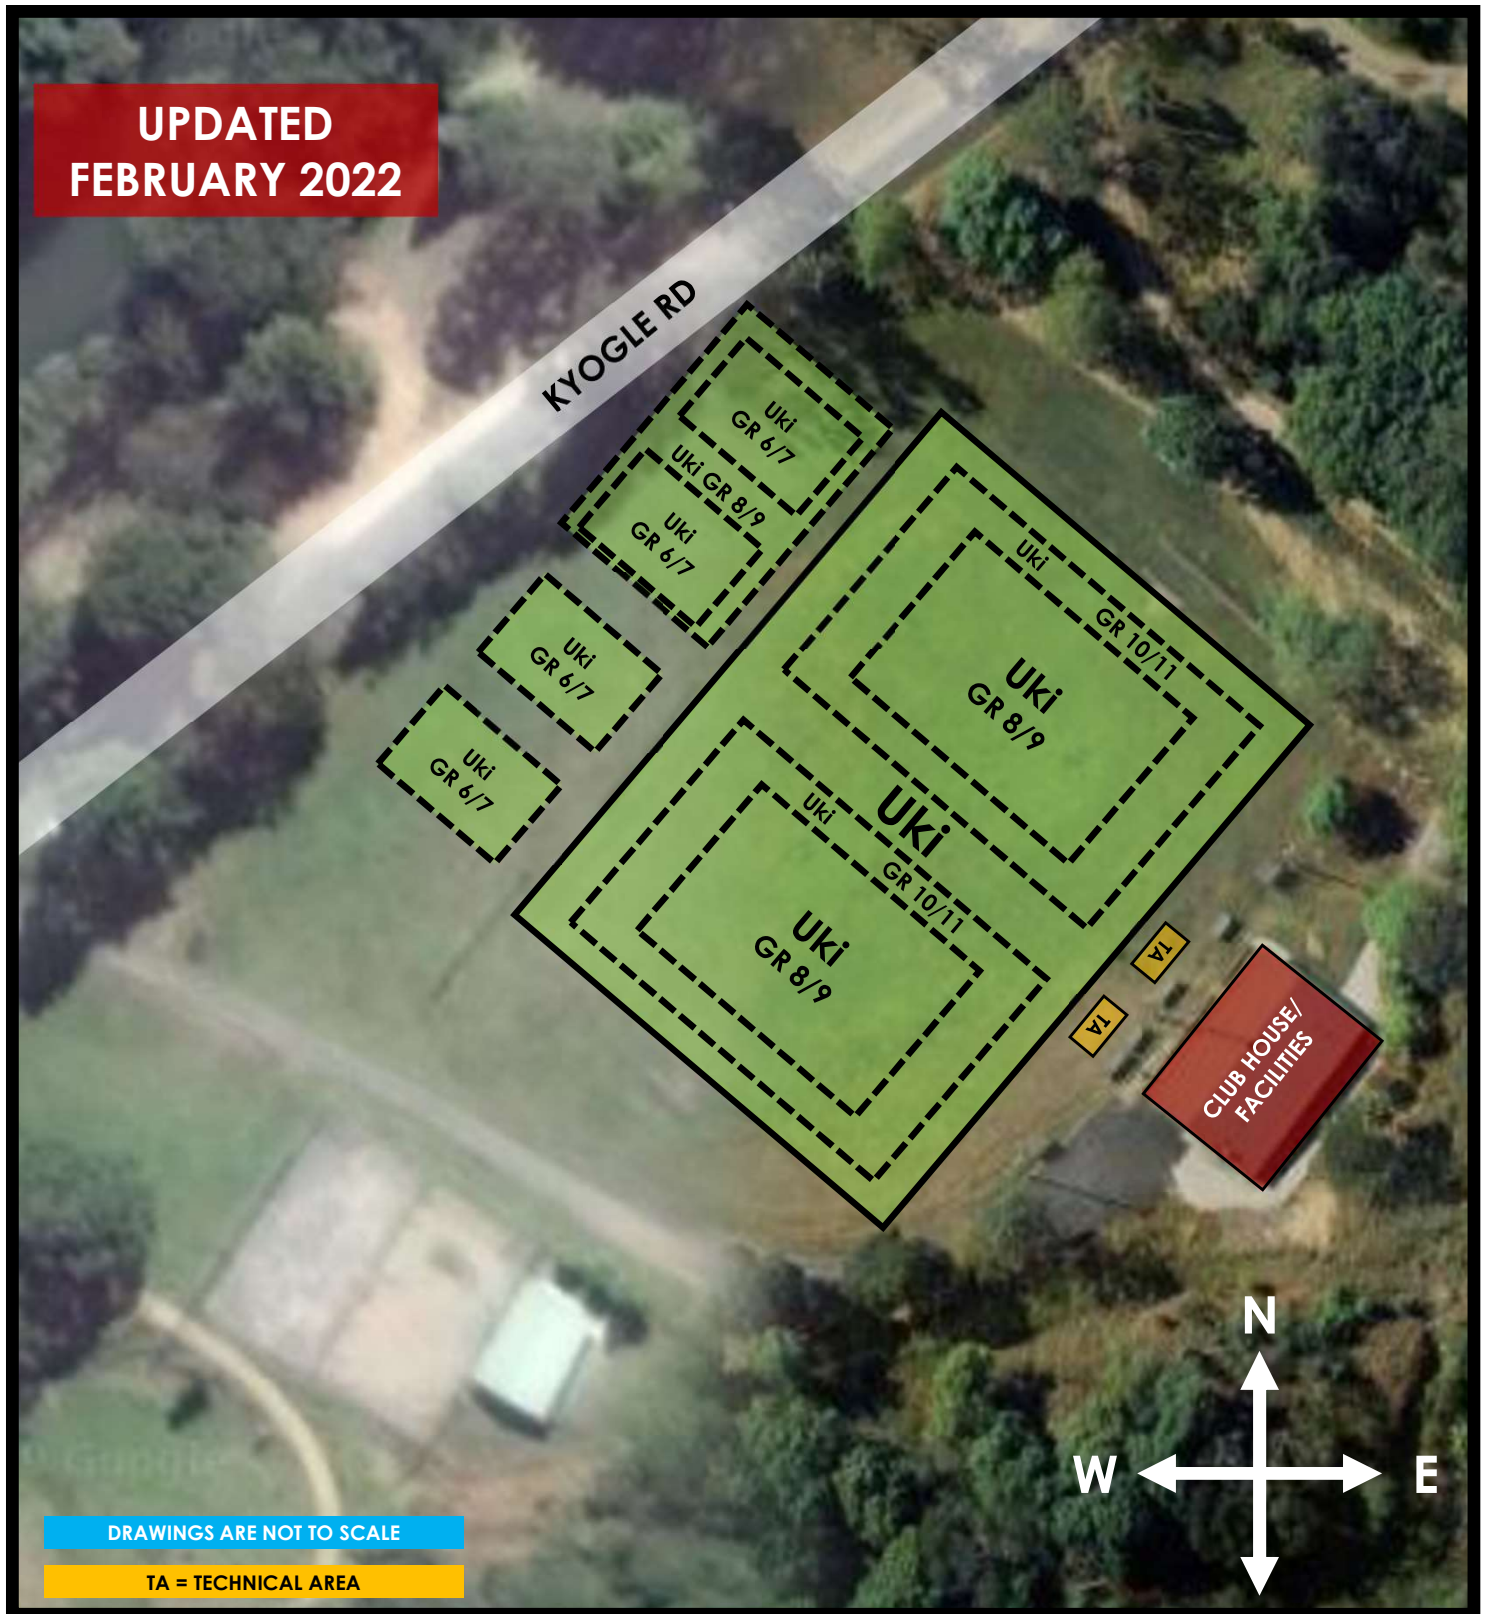 UPDATED
FEBRUARY 2022
KYOGLE RD
Uki
GR 6/7
Uki GR 8/9
Uki
GR 6/7
Uki
GR 6/7
Uki
GR 6/7
Uki
GR 10/11
Uki
GR 8/9
Uki
Uki
GR 10/11
Uki
GR 8/9
TA
TA
CLUB HOUSE/
FACILITIES
N
W E
DRAWINGS ARE NOT TO SCALE
TA = TECHNICAL AREA